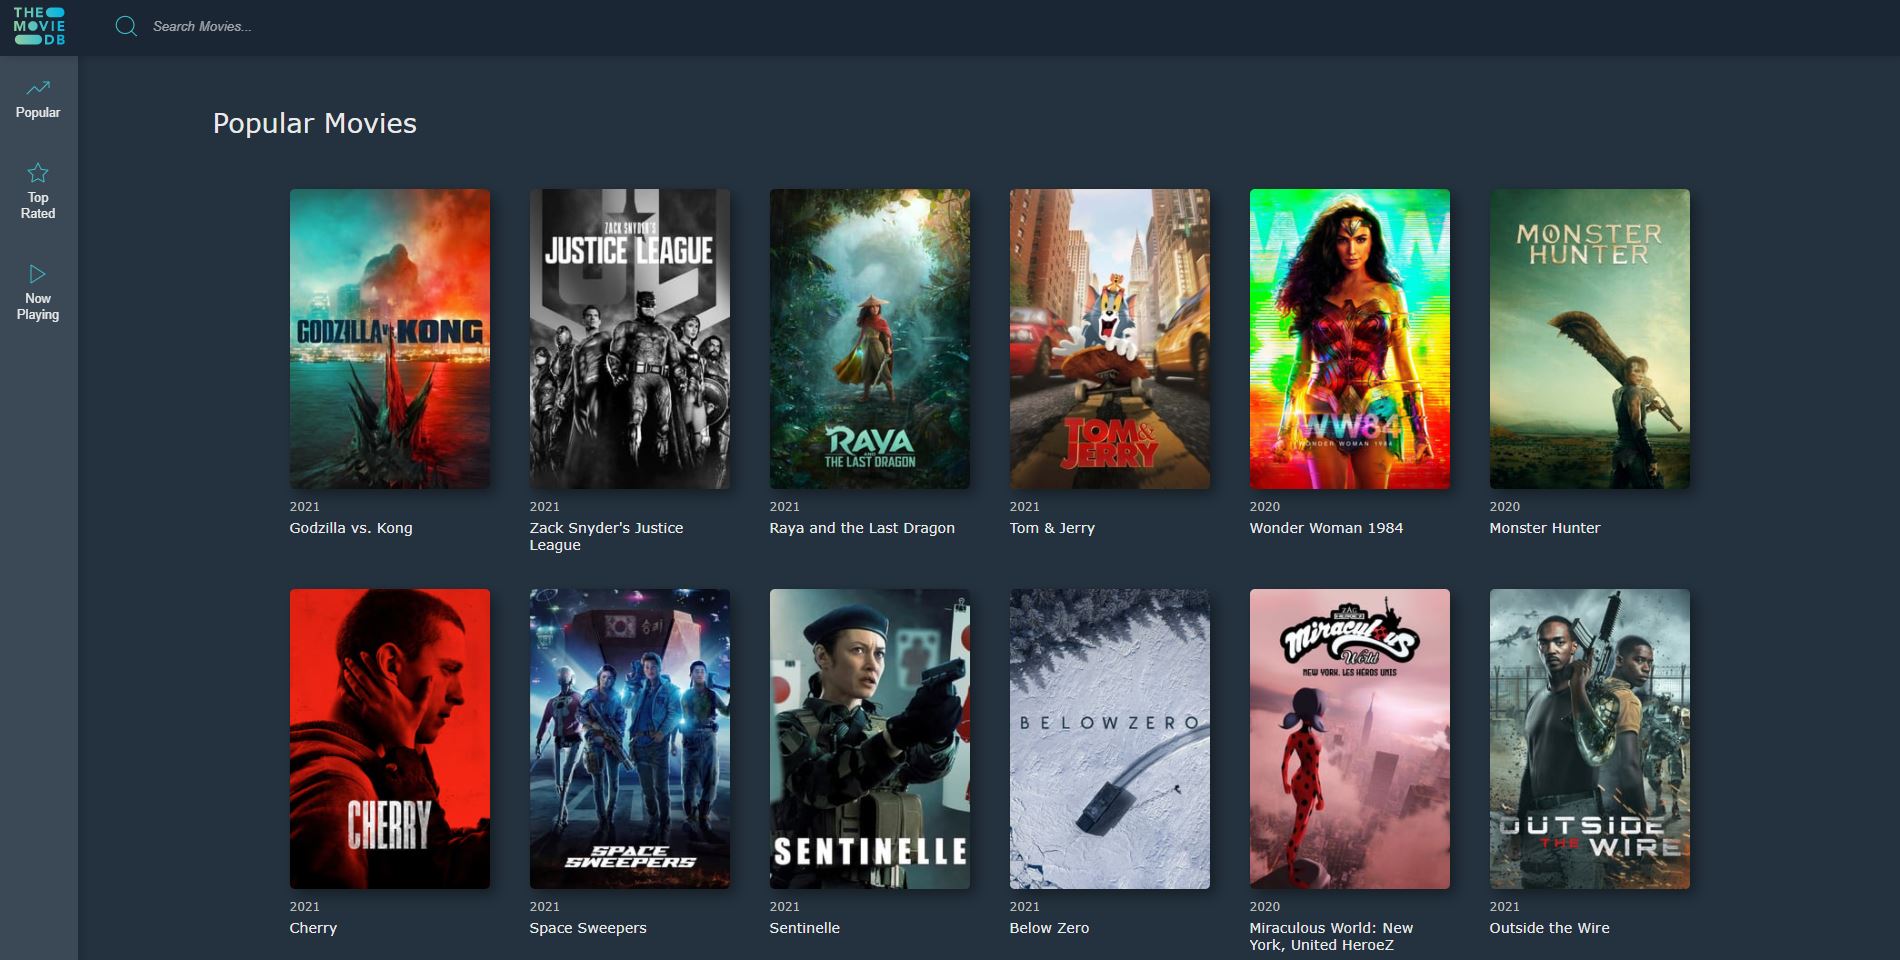 THE
MOVIE
DB
Search Movies...
Popular
Top
Rated
Now
Playing
Popular Movies
GODZILLA vs. KONG
ZACK SNYDER'S
JUSTICE LEAGUE
RAYA
AND
THE LAST DRAGON
TOM &
JERRY
WW84
WONDER WOMAN 1984
MONSTER
HUNTER
2021
Godzilla vs. Kong
2021
Zack Snyder's Justice
League
2021
Raya and the Last Dragon
2021
Tom & Jerry
2020
Wonder Woman 1984
2020
Monster Hunter
CHERRY
승리
SPACE
SWEEPERS
SENTINELLE
BELOW ZERO
ZAG
Miraculous
World
NEW YORK, LES HÉROS UNIS
OUTSIDE
THE WIRE
2021
Cherry
2021
Space Sweepers
2021
Sentinelle
2021
Below Zero
2020
Miraculous World: New
York, United HeroeZ
2021
Outside the Wire